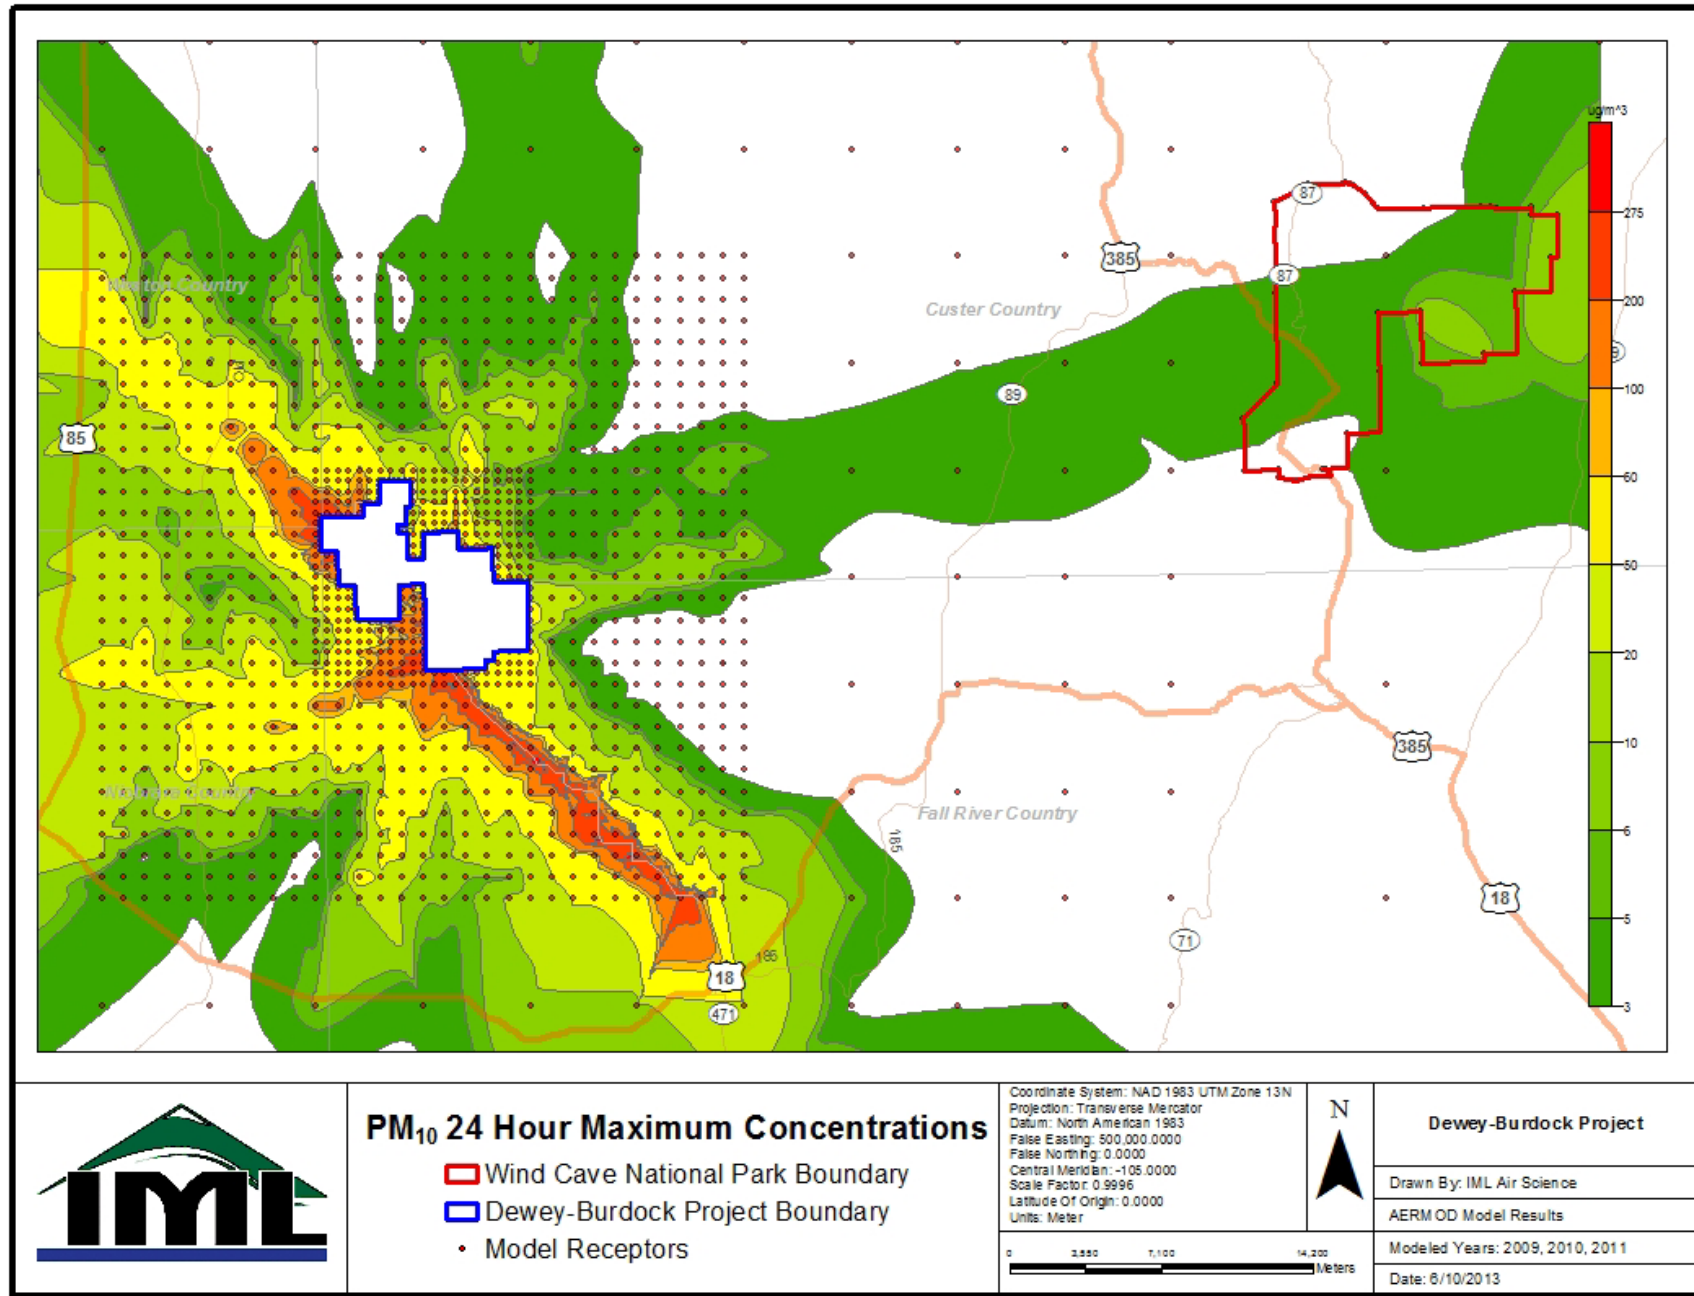 ug/m^3
87
275
385
87
Weston Country
200
Custer Country
9
89
100
85
60
50
20
385
10
Niobrara Country
Fall River Country
185
6
18
5
71
185
18
3
471
PM10 24 Hour Maximum Concentrations
Wind Cave National Park Boundary
Dewey-Burdock Project Boundary
Model Receptors
IML
Coordinate System: NAD 1983 UTM Zone 13N
Projection: Transverse Mercator
Datum: North American 1983
False Easting: 500,000.0000
False Northing: 0.0000
Central Meridian: -105.0000
Scale Factor: 0.9996
Latitude Of Origin: 0.0000
Units: Meter
0 3,550 7,100 14,200
Meters
N
Dewey-Burdock Project
Drawn By: IML Air Science
AERMOD Model Results
Modeled Years: 2009, 2010, 2011
Date: 6/10/2013